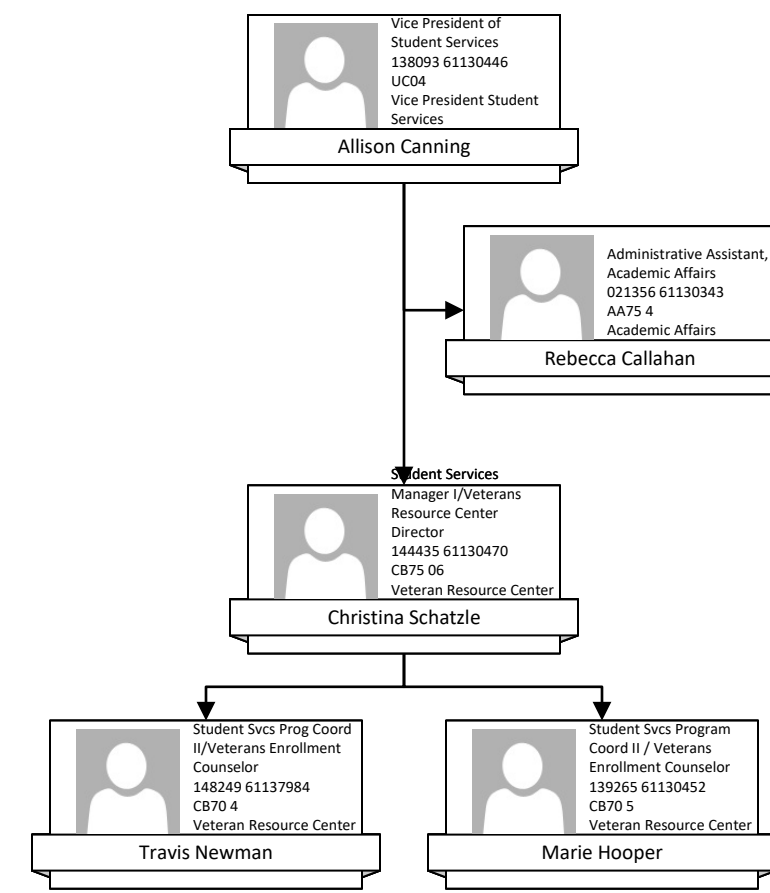 Vice President of
Student Services
138093 61130446
UC04
Vice President Student
Services
Allison Canning
Administrative Assistant,
Academic Affairs
021356 61130343
AA75 4
Academic Affairs
Rebecca Callahan
Student Services
Manager I/Veterans
Resource Center
Director
144435 61130470
CB75 06
Veteran Resource Center
Christina Schatzle
Student Svcs Prog Coord
II/Veterans Enrollment
Counselor
148249 61137984
CB70 4
Veteran Resource Center
Travis Newman
Student Svcs Program
Coord II / Veterans
Enrollment Counselor
139265 61130452
CB70 5
Veteran Resource Center
Marie Hooper